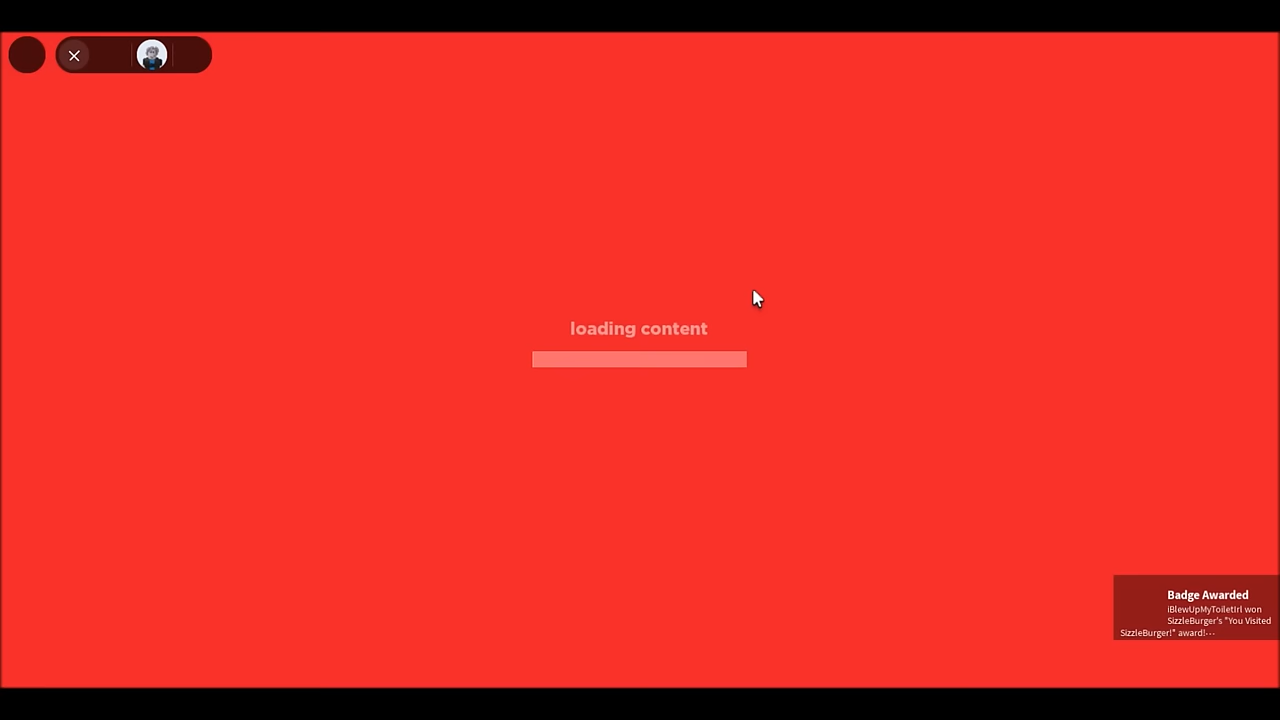 loading content
Badge Awarded
iBlewUpMyToiletIrl won
SizzleBurger's "You Visited
SizzleBurger!" award!...